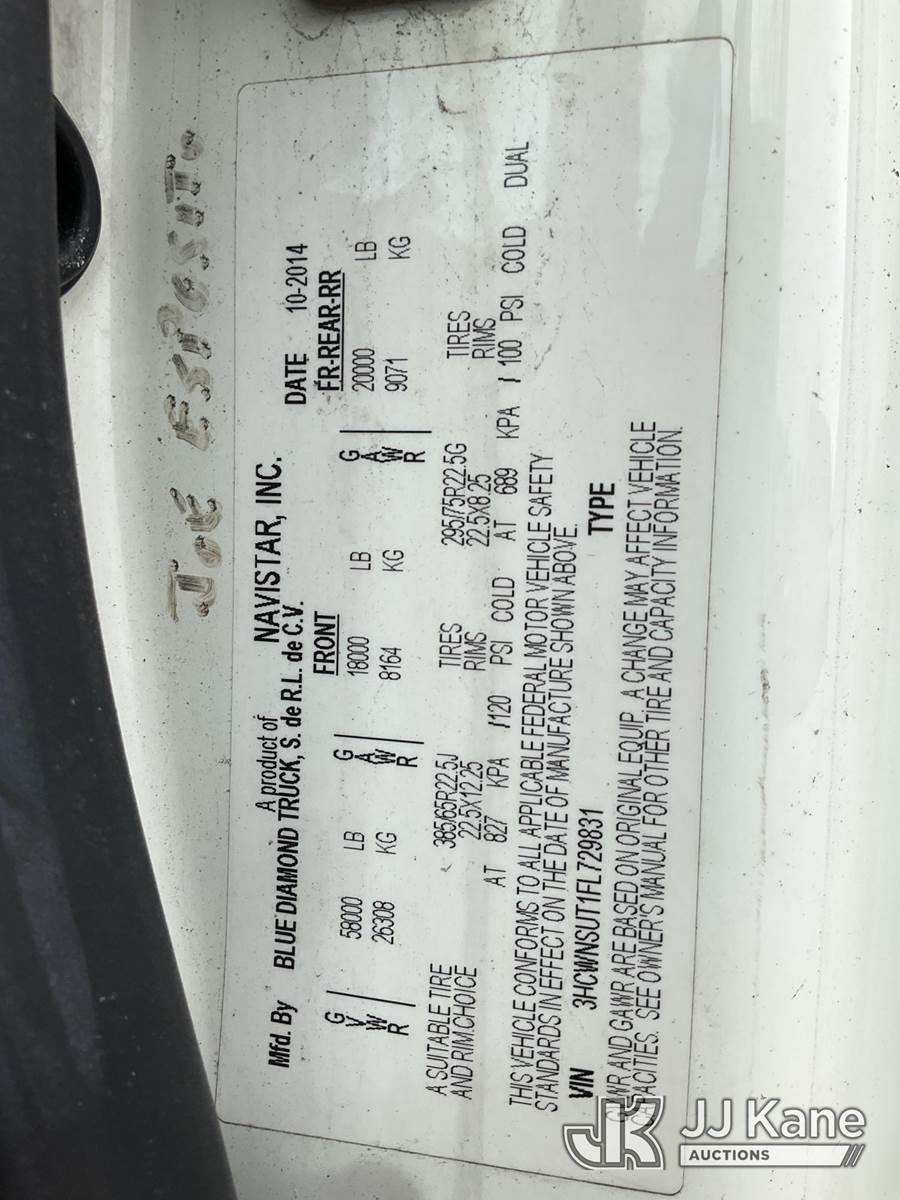 JOE ESPOSITO
A product of NAVISTAR, INC. DATE 10-2014
Mfd. By BLUE DIAMOND TRUCK, S. de R.L. de C.V.
FRONT FR-REAR-RR
GVWR 58000 LB GAWR 18000 LB GAWR 20000 LB
26308 KG 8164 KG 9071 KG
A SUITABLE TIRE 385/65R22.5J TIRES 295/75R22.5G TIRES
AND RIM CHOICE 22.5X12.25 RIMS 22.5X8.25 RIMS
AT 827 KPA /120 PSI COLD AT 689 KPA / 100 PSI COLD DUAL
THIS VEHICLE CONFORMS TO ALL APPLICABLE FEDERAL MOTOR VEHICLE SAFETY
STANDARDS IN EFFECT ON THE DATE OF MANUFACTURE SHOWN ABOVE.
VIN 3HCWNSUT1FL729831 TYPE
GVWR AND GAWR ARE BASED ON ORIGINAL EQUIP. A CHANGE MAY AFFECT VEHICLE
CAPACITIES. SEE OWNER'S MANUAL FOR OTHER TIRE AND CAPACITY INFORMATION.
JK JJ Kane
AUCTIONS